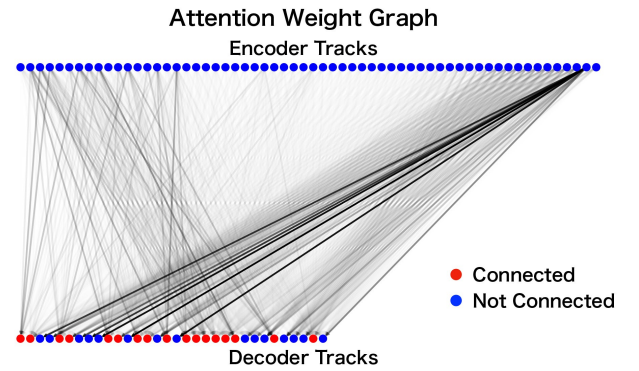 Attention Weight Graph
Encoder Tracks
Connected
Not Connected
Decoder Tracks